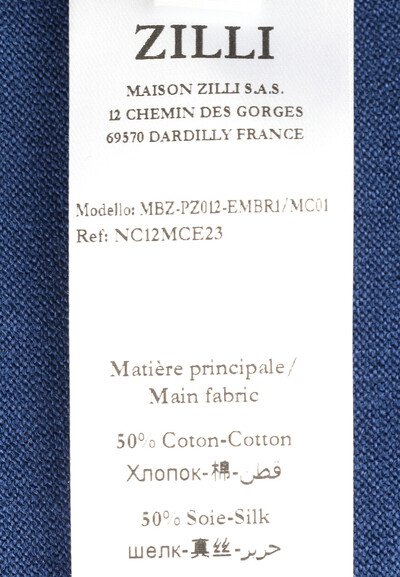 ZILLI
MAISON ZILLI S.A.S.
12 CHEMIN DES GORGES
69570 DARDILLY FRANCE
Modello: MBZ-PZ012-EMBR1/MC01
Ref: NC12MCE23
Matière principale/
Main fabric
50% Coton-Cotton
Хлопок-棉-قطن
50% Soie-Silk
шелк-真丝-حرير